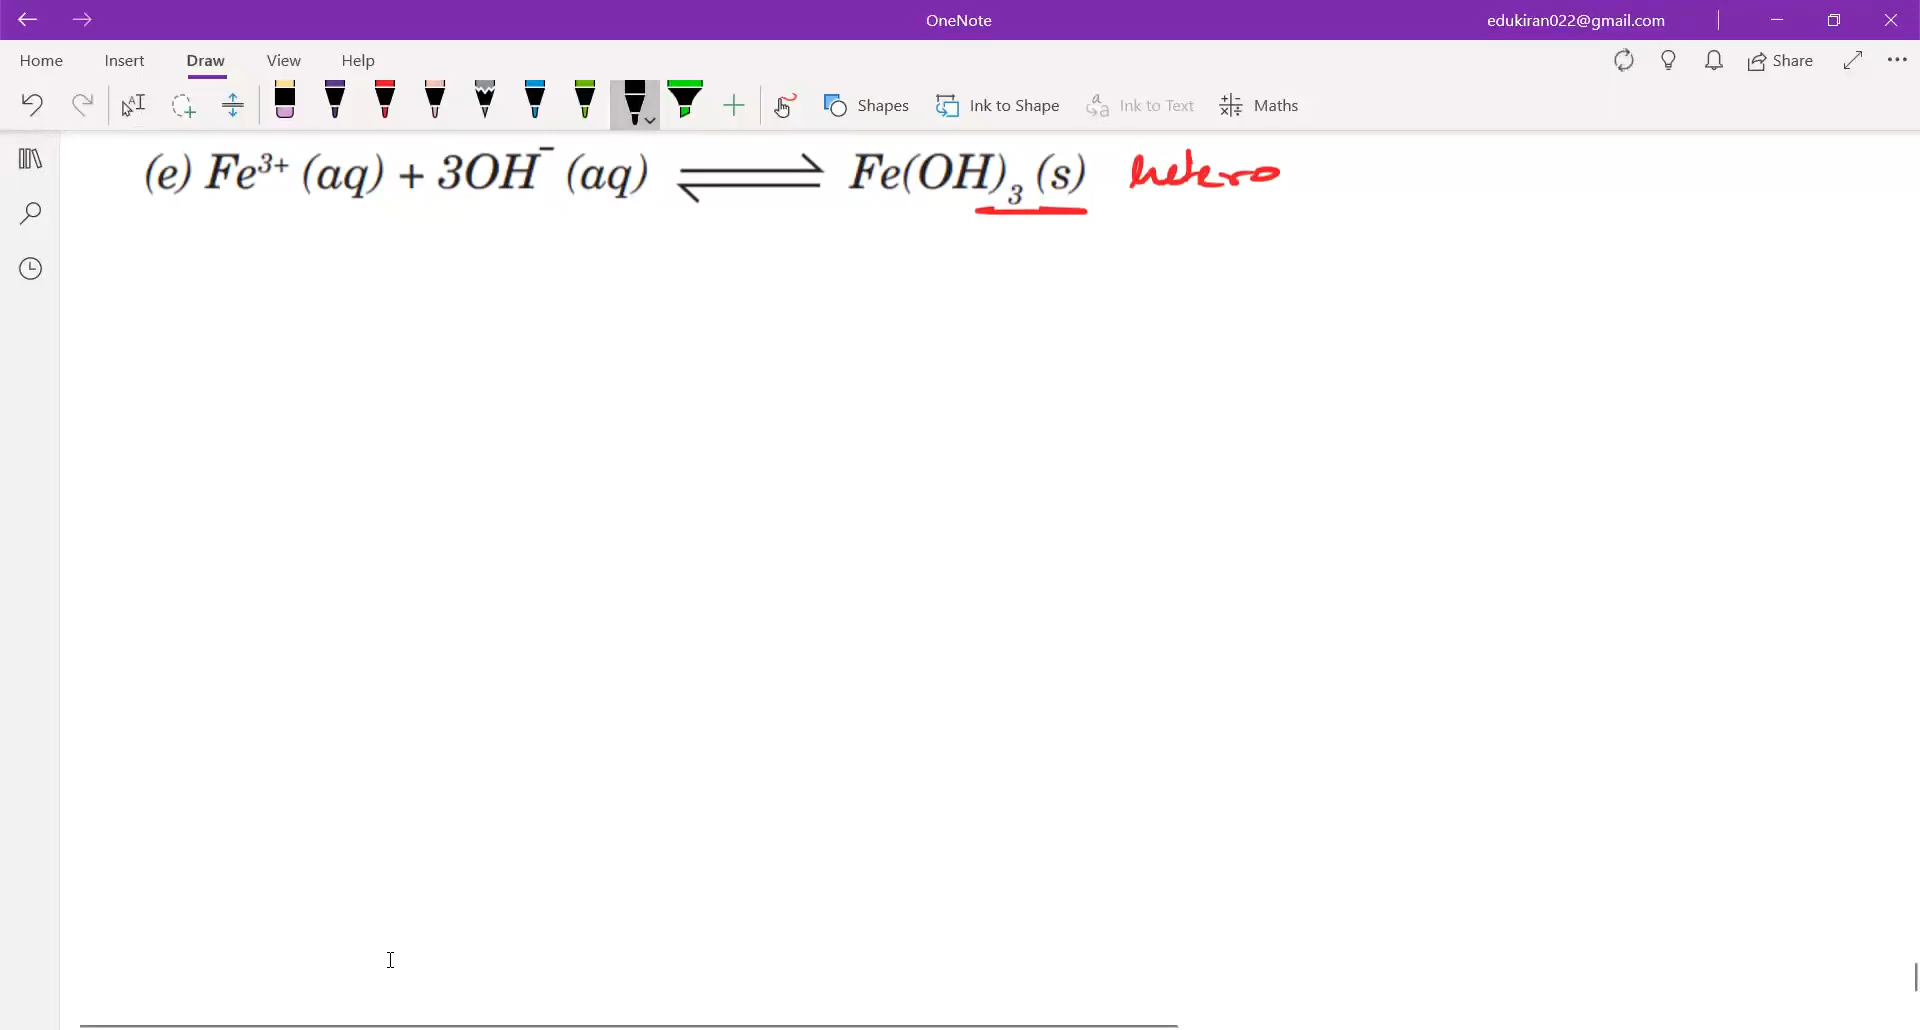 OneNote
edukiran022@gmail.com
Home Insert Draw View Help
Share
Shapes Ink to Shape Ink to Text Maths
(e) Fe³⁺ (aq) + 3OH⁻ (aq) ⇌ Fe(OH)₃ (s) hetero